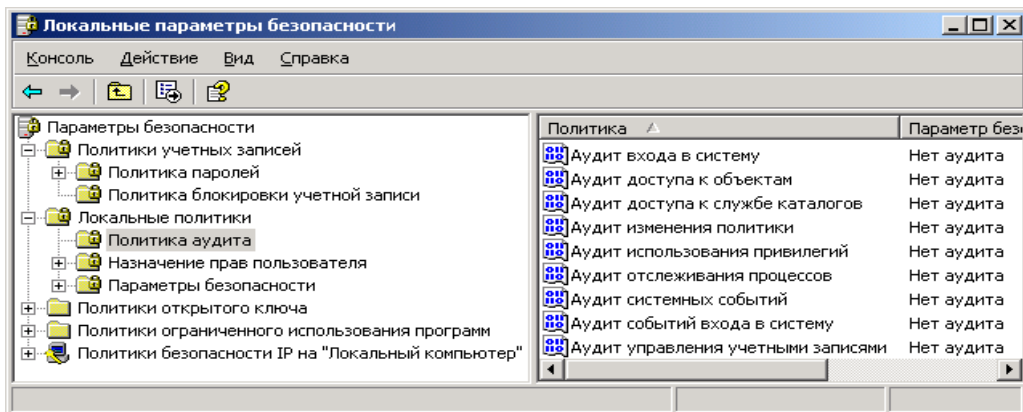 Локальные параметры безопасности
Консоль Действие Вид Справка
Параметры безопасности
Политики учетных записей
Политика паролей
Политика блокировки учетной записи
Локальные политики
Политика аудита
Назначение прав пользователя
Параметры безопасности
Политики открытого ключа
Политики ограниченного использования программ
Политики безопасности IP на "Локальный компьютер"
Политика Параметр без
Аудит входа в систему Нет аудита
Аудит доступа к объектам Нет аудита
Аудит доступа к службе каталогов Нет аудита
Аудит изменения политики Нет аудита
Аудит использования привилегий Нет аудита
Аудит отслеживания процессов Нет аудита
Аудит системных событий Нет аудита
Аудит событий входа в систему Нет аудита
Аудит управления учетными записями Нет аудита